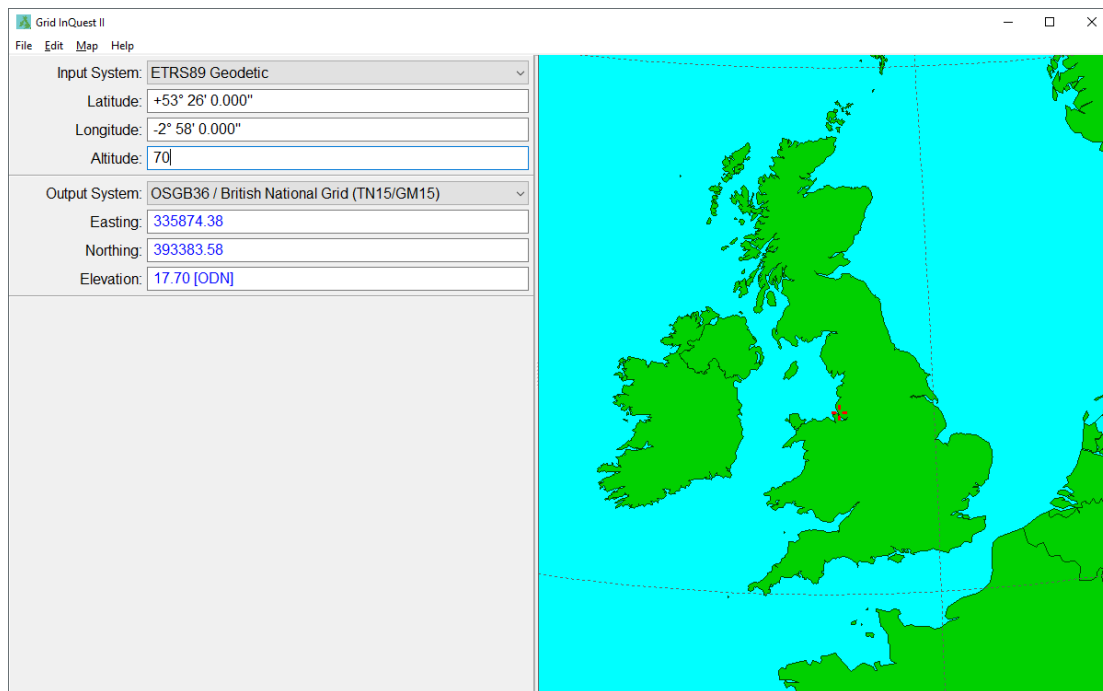 Grid InQuest II
File Edit Map Help
Input System: ETRS89 Geodetic
Latitude: +53° 26' 0.000"
Longitude: -2° 58' 0.000"
Altitude: 70
Output System: OSGB36 / British National Grid (TN15/GM15)
Easting: 335874.38
Northing: 393383.58
Elevation: 17.70 [ODN]